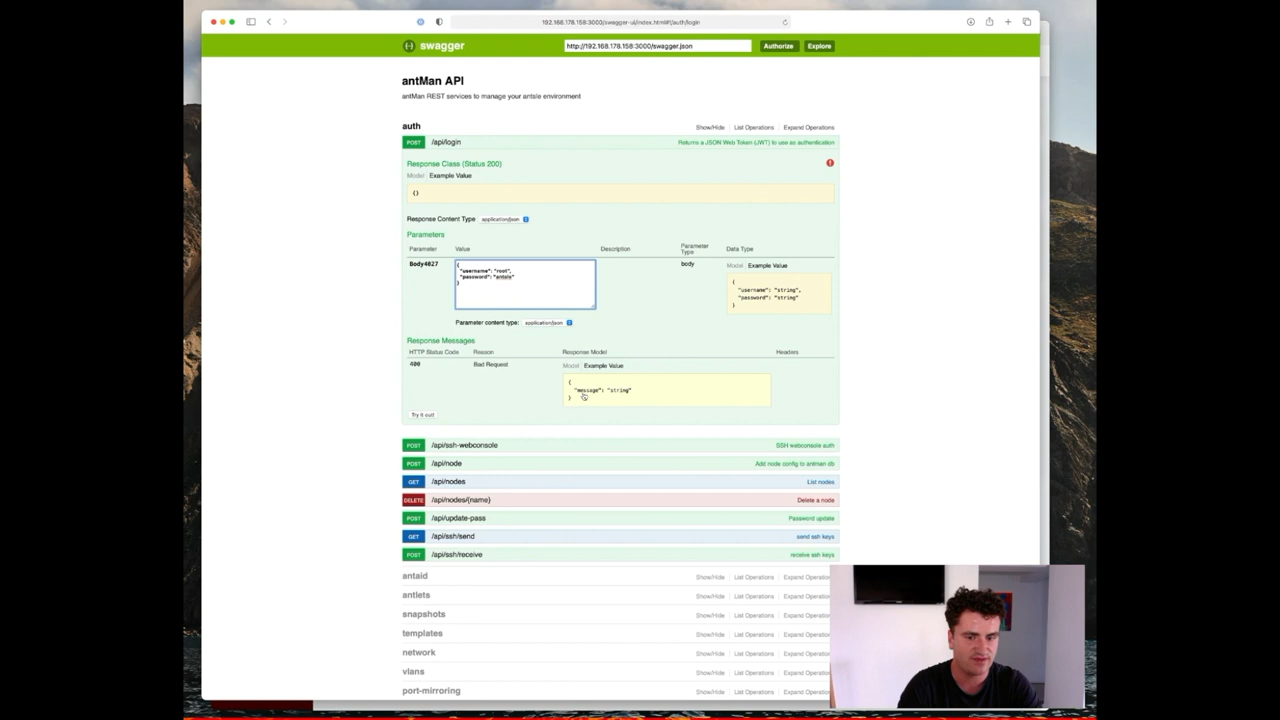 192.168.178.158:3000/swagger-ui/index.html#!/auth/login
swagger
http://192.168.178.158:3000/swagger.json
Authorize
Explore
antMan API
antMan REST services to manage your antsle environment
auth
Show/Hide
List Operations
Expand Operations
POST
/api/login
Returns a JSON Web Token (JWT) to use as authentication
Response Class (Status 200)
Model
Example Value
{}
Response Content Type
application/json
Parameters
Parameter
Value
Description
Parameter
Type
Data Type
Body4027
{
"username": "root",
"password": "antsle"
}
body
Model
Example Value
{
"username": "string",
"password": "string"
}
Parameter content type:
application/json
Response Messages
HTTP Status Code
Reason
Response Model
Headers
400
Bad Request
Model
Example Value
{
"message": "string"
}
Try it out!
POST
/api/ssh-webconsole
SSH webconsole auth
POST
/api/node
Add node config to antman db
GET
/api/nodes
List nodes
DELETE
/api/nodes/{name}
Delete a node
POST
/api/update-pass
Password update
GET
/api/ssh/send
send ssh keys
POST
/api/ssh/receive
receive ssh keys
antaid
Show/Hide
List Operations
Expand Operatio
antlets
Show/Hide
List Operations
Expand Operatio
snapshots
Show/Hide
List Operations
Expand Operatio
templates
Show/Hide
List Operations
Expand Operatio
network
Show/Hide
List Operations
Expand Operatio
vlans
Show/Hide
List Operations
Expand Operatio
port-mirroring
Show/Hide
List Operations
Expand Operatio